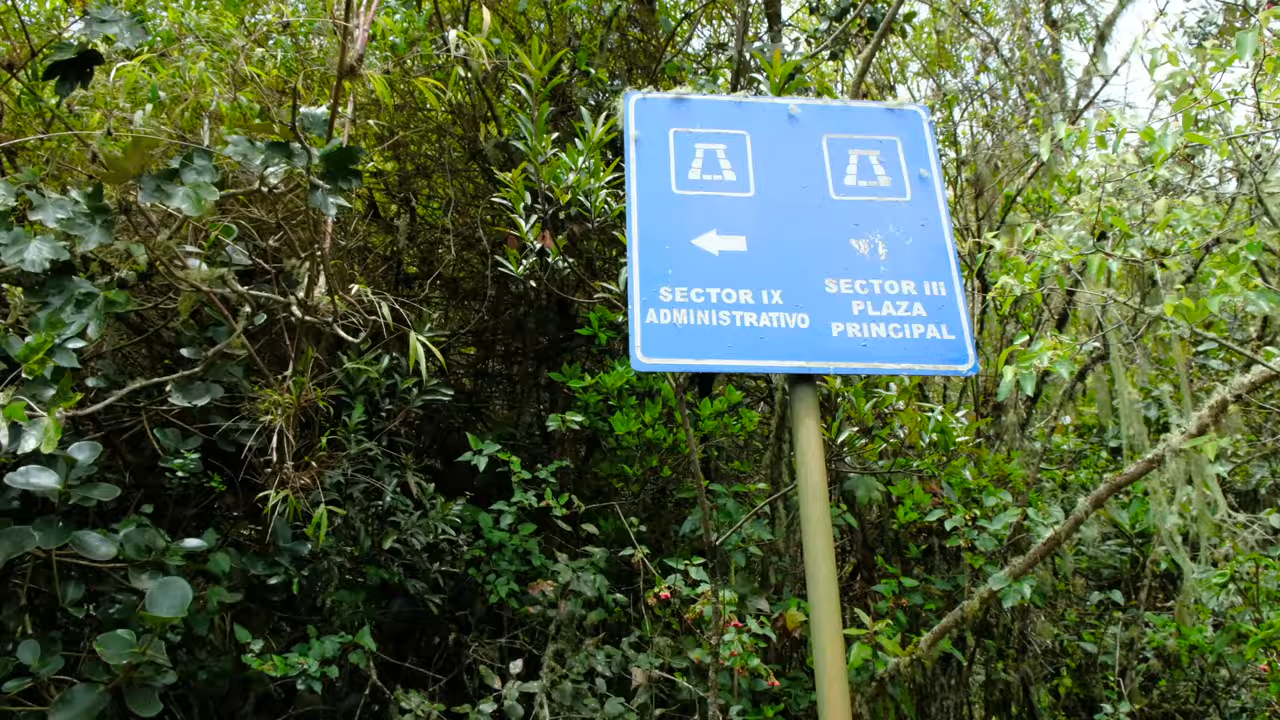 SECTOR IX
ADMINISTRATIVO
SECTOR III
PLAZA
PRINCIPAL